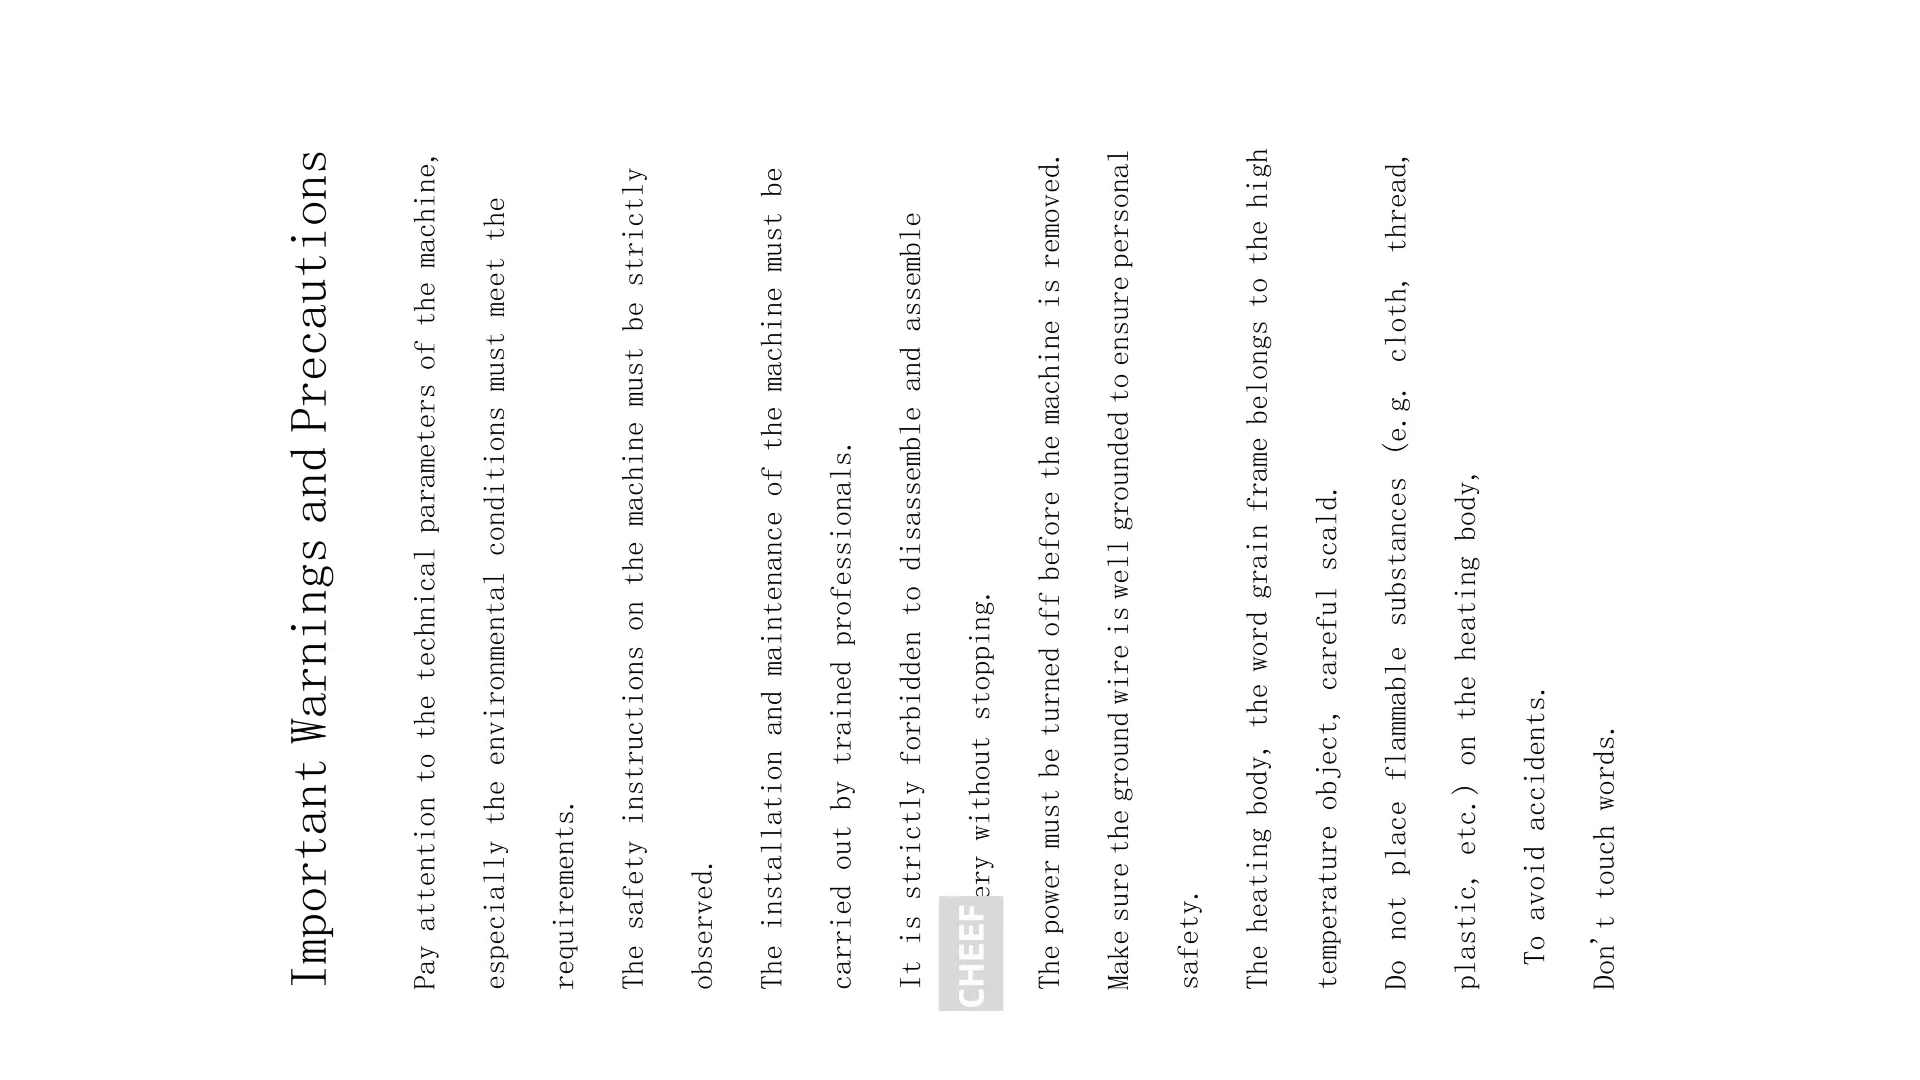 Important Warnings and Precautions
Pay attention to the technical parameters of the machine,
especially the environmental conditions must meet the
requirements.
The safety instructions on the machine must be strictly
observed.
The installation and maintenance of the machine must be
carried out by trained professionals.
It is strictly forbidden to disassemble and assemble
CHEEF
without stopping.
The power must be turned off before the machine is removed.
Make sure the ground wire is well grounded to ensure personal
safety.
The heating body, the word grain frame belongs to the high
temperature object, careful scald.
Do not place flammable substances (e.g. cloth, thread,
plastic, etc.) on the heating body,
To avoid accidents.
Don't touch words.